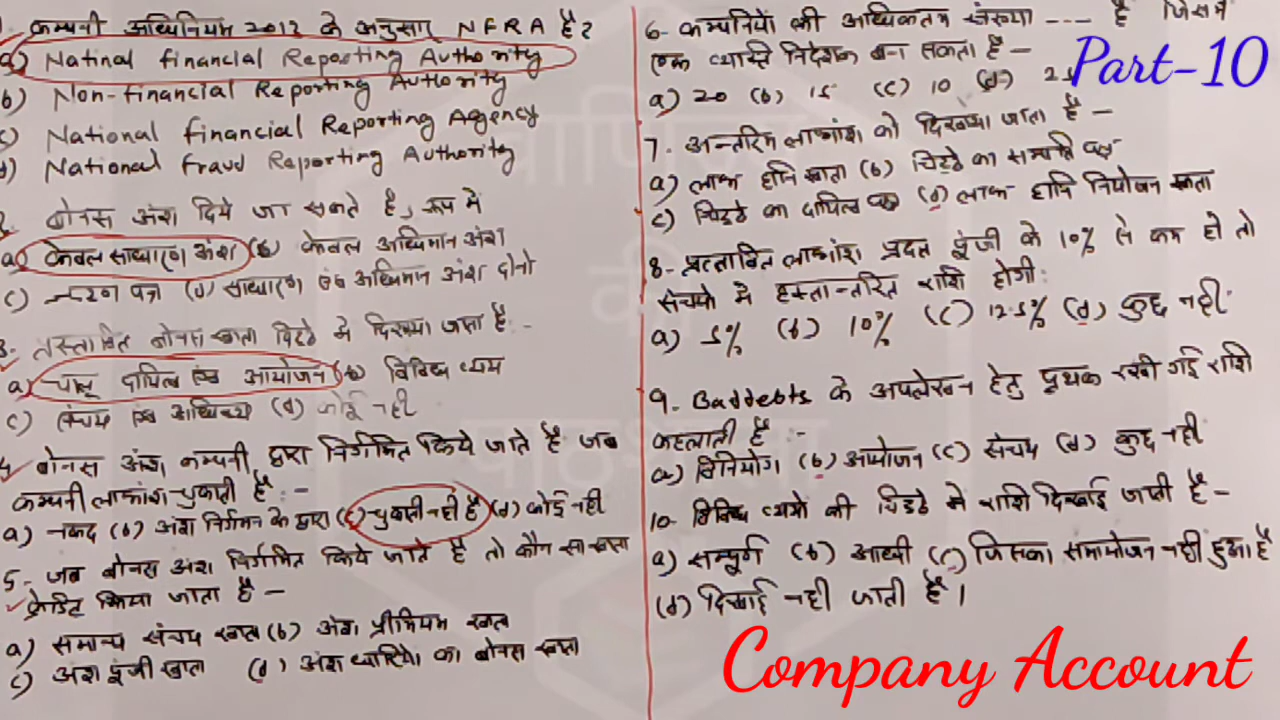 1. कम्पनी अधिनियम 2013 के अनुसार NFRA है?
a) Natinal financial Reporting Authority
b) Non-financial Reporting Authority
c) National financial Reporting Agency
d) National fraud Reporting Authority
2. बोनस अंश दिये जा सकते है, रूप में
a) केवल साधारण अंश (b) केवल अधिमान अंश
c) ऋण पत्र (d) साधारण एवं अधिमान अंश दोनो
3. प्रस्तावित बोनस खाता चिट्ठे में दिखाया जाता है :-
a) चालू दायित्व एवं आयोजन (b) विविध व्यय
c) संचय एवं आधिक्य (d) कोई नही
4. बोनस अंश कम्पनी द्वारा निर्गमित किये जाते है जब
कम्पनी लाभांश चुकाती है :-
a) नकद (b) अंश निर्गमन के द्वारा (c) चुकाती नही है (d) कोई नही
5- जब बोनस अंश निर्गमित किये जाते है तो कौन सा खाता
क्रेडिट किया जाता है -
a) समान्य संचय खाता (b) अंश प्रीमियम खाता
c) अंश पूंजी खाता (d) अंश धारियो का बोनस खाता
6- कम्पनियो की अधिकतम संख्या ---- है जिसमे
एक व्यक्ति निदेशक बन सकता है -
a) 20 (b) 15 (c) 10 (d)
Part-10
7. अन्तरिम लाभांश को दिखाया जाता है -
a) लाभ हानि खाता (b) चिट्ठे का सम्पत्ति पक्ष
c) चिट्ठे का दायित्व पक्ष (d) लाभ हानि नियोजन खाता
8- प्रस्तावित लाभांश प्रदत्त पूंजी के 10% से कम हो तो
संचयो मे हस्तान्तरित राशि होगी:
a) 5% (b) 10% (c) 12.5% (d) कुछ नही
9. Baddebts के अपलेखन हेतु पृथक रखी गई राशि
कहलाती है :-
a) विनियोग (b) आयोजन (c) संचय (d) कुछ नही
10. विविध व्ययो की चिट्ठे मे राशि दिखाई जाती है -
a) सम्पूर्ण (b) आधी (c) जिसका समायोजन नही हुआ है
(d) दिखाई नही जाती है ।
Company Account